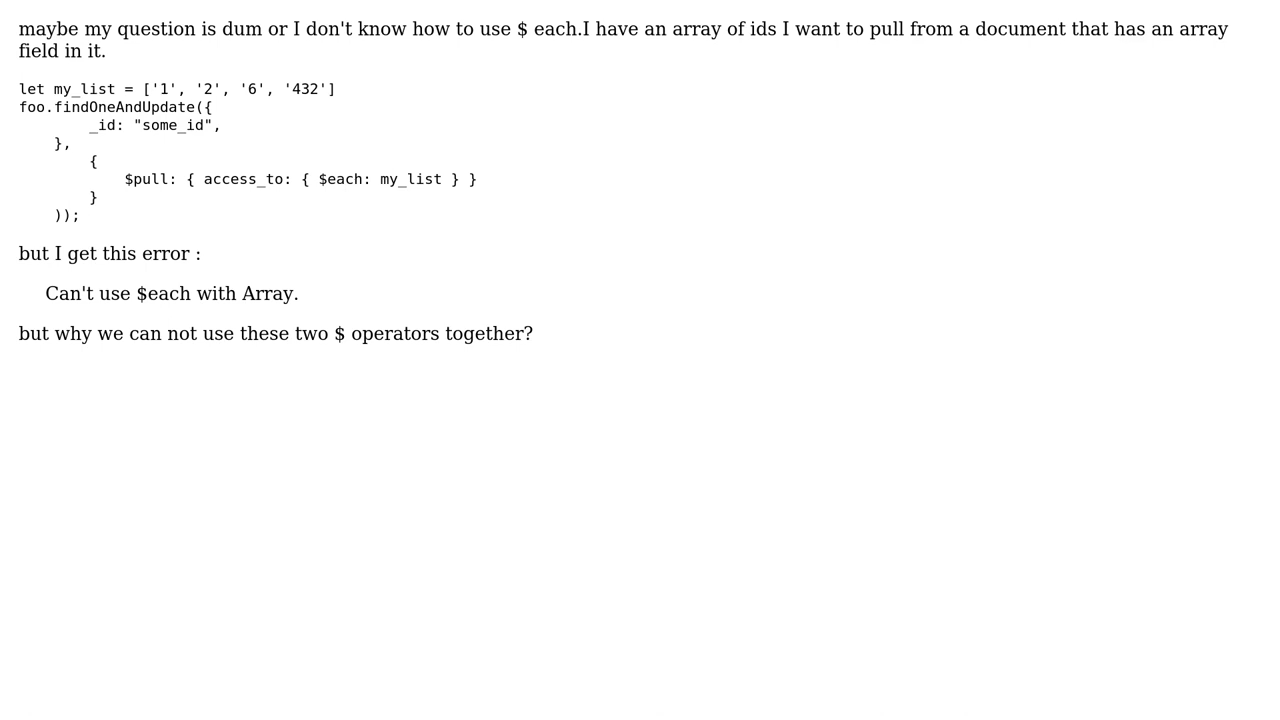 maybe my question is dum or I don't know how to use $ each.I have an array of ids I want to pull from a document that has an array
field in it.
let my_list = ['1', '2', '6', '432']
foo.findOneAndUpdate({
        _id: "some_id",
    },
        {
            $pull: { access_to: { $each: my_list } }
        }
    ));
but I get this error :
Can't use $each with Array.
but why we can not use these two $ operators together?